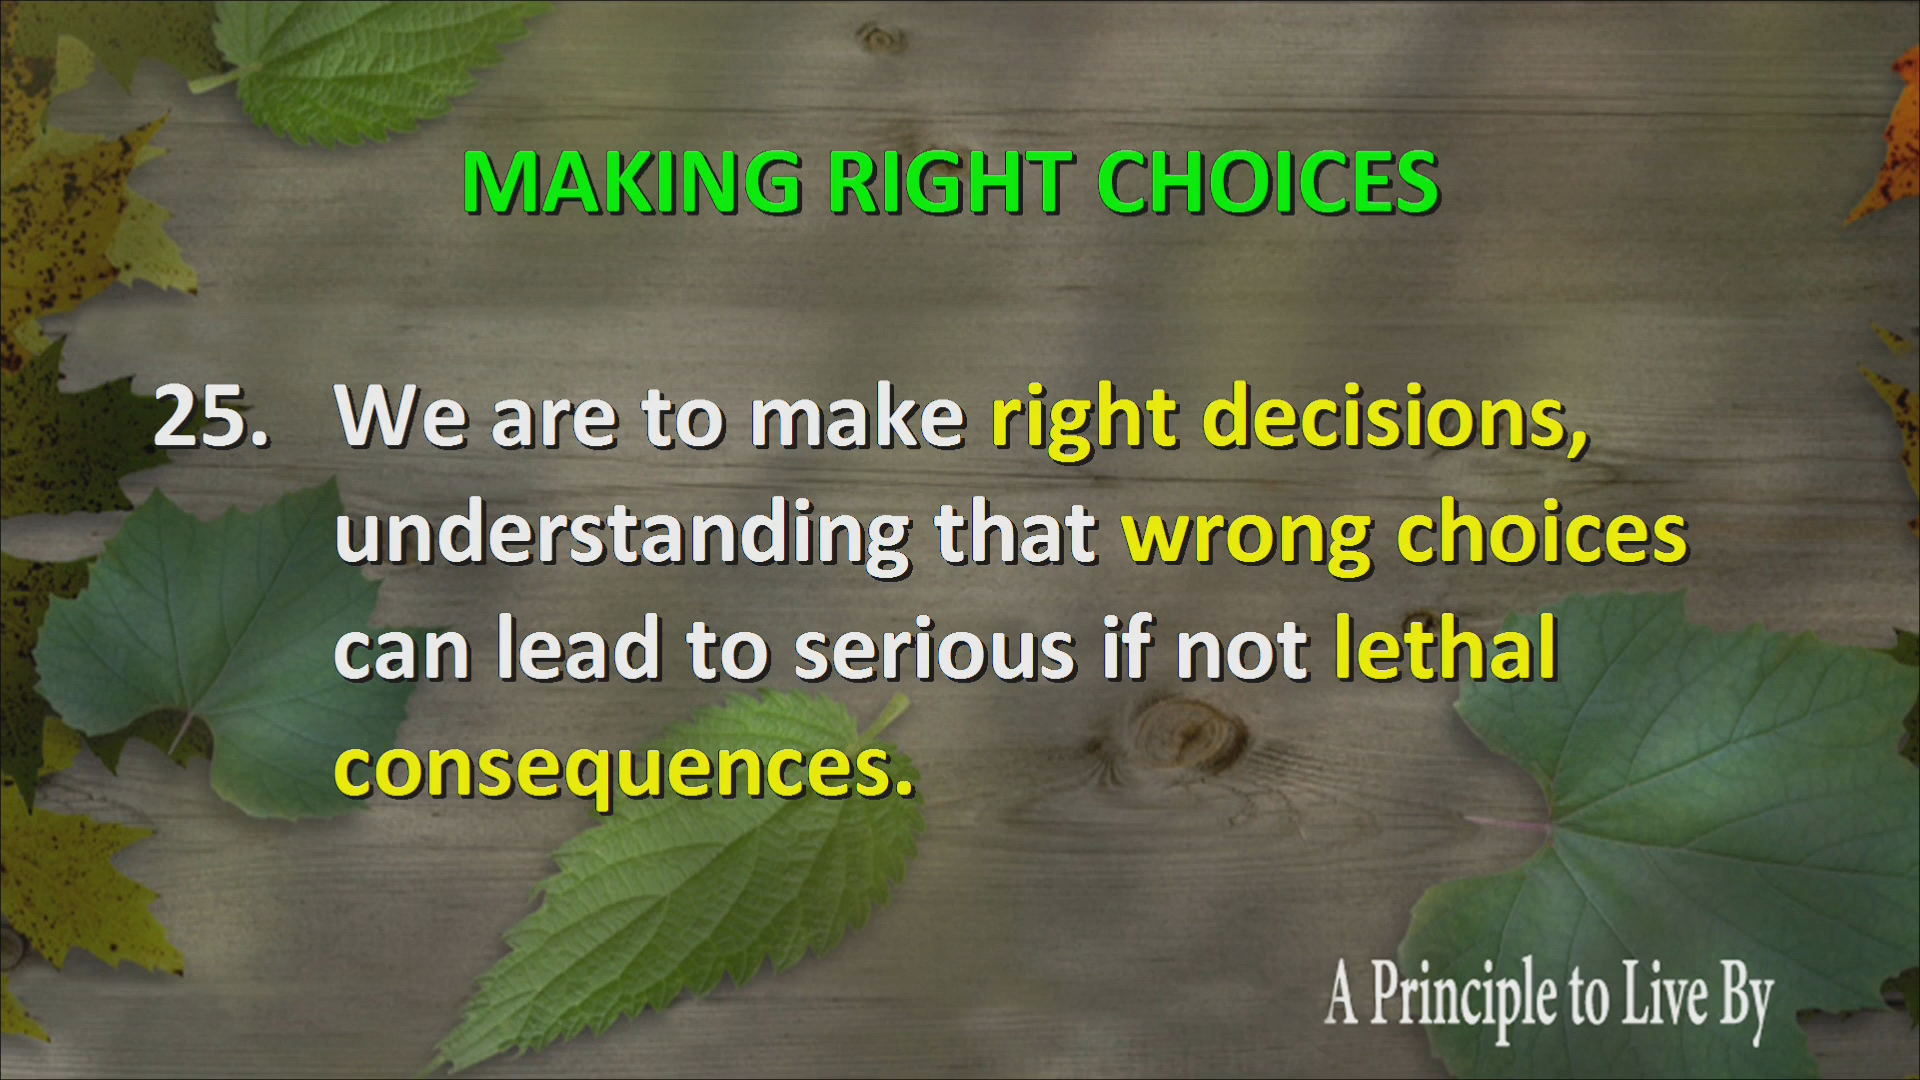 MAKING RIGHT CHOICES
25. We are to make right decisions,
understanding that wrong choices
can lead to serious if not lethal
consequences.
A Principle to Live By